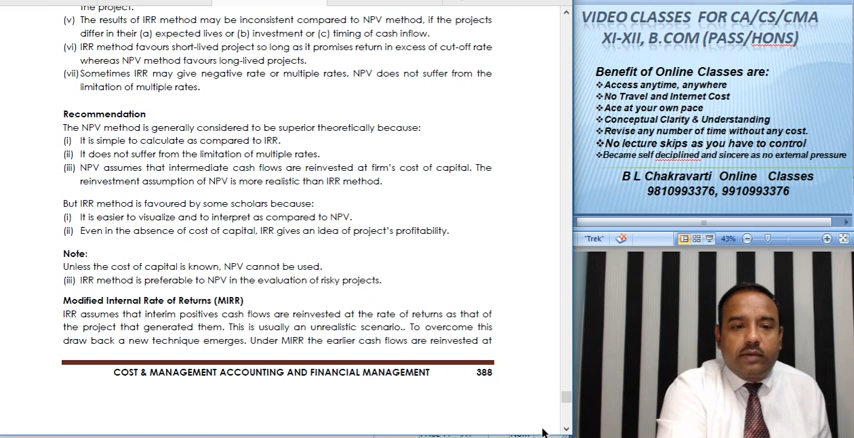 the project.
(v) The results of IRR method may be inconsistent compared to NPV method, if the projects
differ in their (a) expected lives or (b) investment or (c) timing of cash inflow.
(vi) IRR method favours short-lived project so long as it promises return in excess of cut-off rate
whereas NPV method favours long-lived projects.
(vii) Sometimes IRR may give negative rate or multiple rates. NPV does not suffer from the
limitation of multiple rates.
Recommendation
The NPV method is generally considered to be superior theoretically because:
(i) It is simple to calculate as compared to IRR.
(ii) It does not suffer from the limitation of multiple rates.
(iii) NPV assumes that intermediate cash flows are reinvested at firm's cost of capital. The
reinvestment assumption of NPV is more realistic than IRR method.
But IRR method is favoured by some scholars because:
(i) It is easier to visualize and to interpret as compared to NPV.
(ii) Even in the absence of cost of capital, IRR gives an idea of project's profitability.
Note:
Unless the cost of capital is known, NPV cannot be used.
(iii) IRR method is preferable to NPV in the evaluation of risky projects.
Modified Internal Rate of Returns (MIRR)
IRR assumes that interim positives cash flows are reinvested at the rate of returns as that of
the project that generated them. This is usually an unrealistic scenario.. To overcome this
draw back a new technique emerges. Under MIRR the earlier cash flows are reinvested at
COST & MANAGEMENT ACCOUNTING AND FINANCIAL MANAGEMENT 388
VIDEO CLASSES FOR CA/CS/CMA
XI-XII, B.COM (PASS/HONS)
Benefit of Online Classes are:
Access anytime, anywhere
No Travel and Internet Cost
Ace at your own pace
Conceptual Clarity & Understanding
Revise any number of time without any cost.
No lecture skips as you have to control
Became self deciplined and sincere as no external pressure
B L Chakravarti Online Classes
9810993376, 9910993376
"Trek" 43%